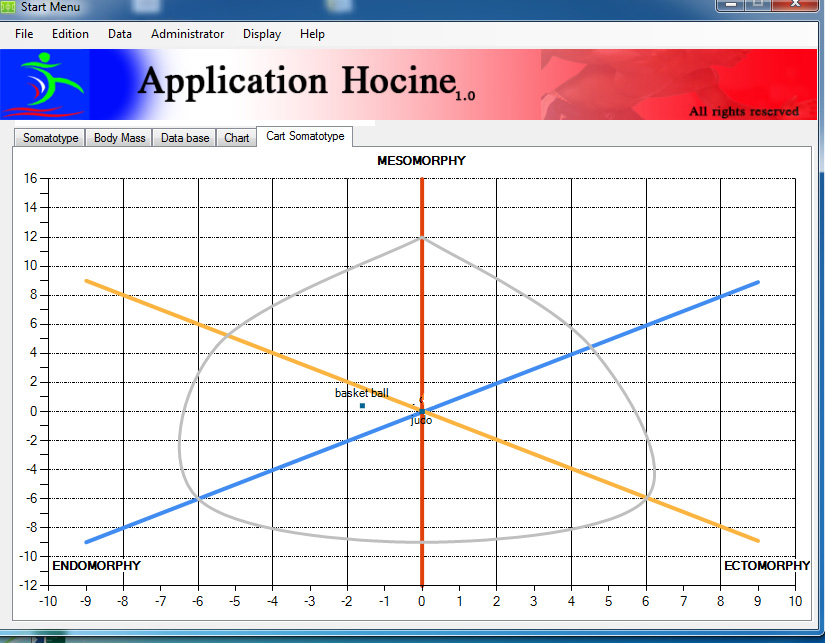 Start Menu
File Edition Data Administrator Display Help
Application Hocine 1.0
All rights reserved
Somatotype Body Mass Data base Chart Cart Somatotype
MESOMORPHY
16
14
12
10
8
6
4
2
basket ball
0
judo
-2
-4
-6
-8
-10
ENDOMORPHY ECTOMORPHY
-12
-10 -9 -8 -7 -6 -5 -4 -3 -2 -1 0 1 2 3 4 5 6 7 8 9 10